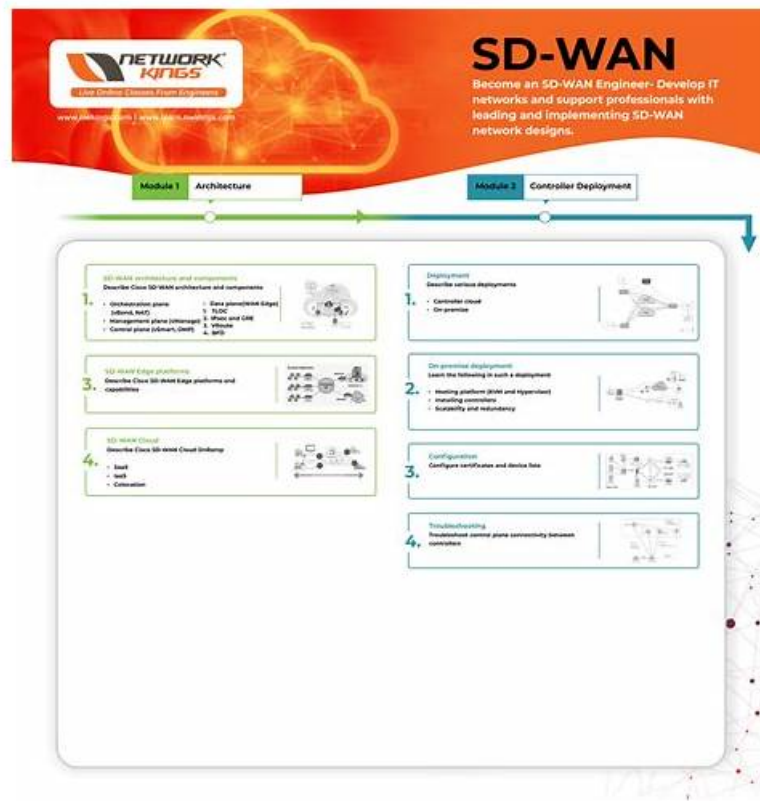 NETWORK KINGS
Live Online Classes From Engineers
SD-WAN
Become an SD-WAN Engineer- Develop IT
networks and support professionals with
leading and implementing SD-WAN
network designs.
Module 1 Architecture
Module 2 Controller Deployment
1.
SD-WAN architecture and components
Describe Cisco SD-WAN architecture and components
• Orchestration plane
(vBond, NAT)
• Management plane (vManage)
• Control plane (vSmart, OMP)
• Data plane(WAN Edge)
1. TLOC
2. IPsec and GRE
3. VRoute
4. BFD
3.
SD-WAN Edge platforms
Describe Cisco SD-WAN Edge platforms and
capabilities
4.
SD-WAN Cloud
Describe Cisco SD-WAN Cloud OnRamp
• SaaS
• IaaS
• Colocation
1.
Deployment
Describe various deployments
• Controller cloud
• On-premise
2.
On-premise deployment
Learn the following in such a deployment
• Hosting platform (KVM and Hypervisor)
• Installing controllers
• Scalability and redundancy
3.
Configuration
Configure certificates and device lists
4.
Troubleshooting
Troubleshoot control plane connectivity between
controllers